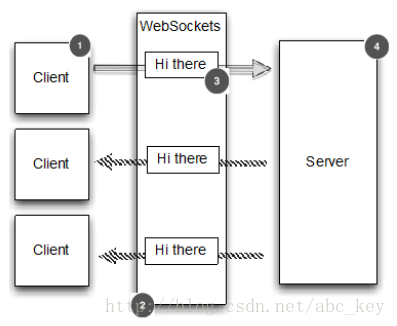 WebSockets
1
4
Hi there
Client
3
Client
Hi there
Server
Client
Hi there
2
http://blog.csdn.net/abc_key